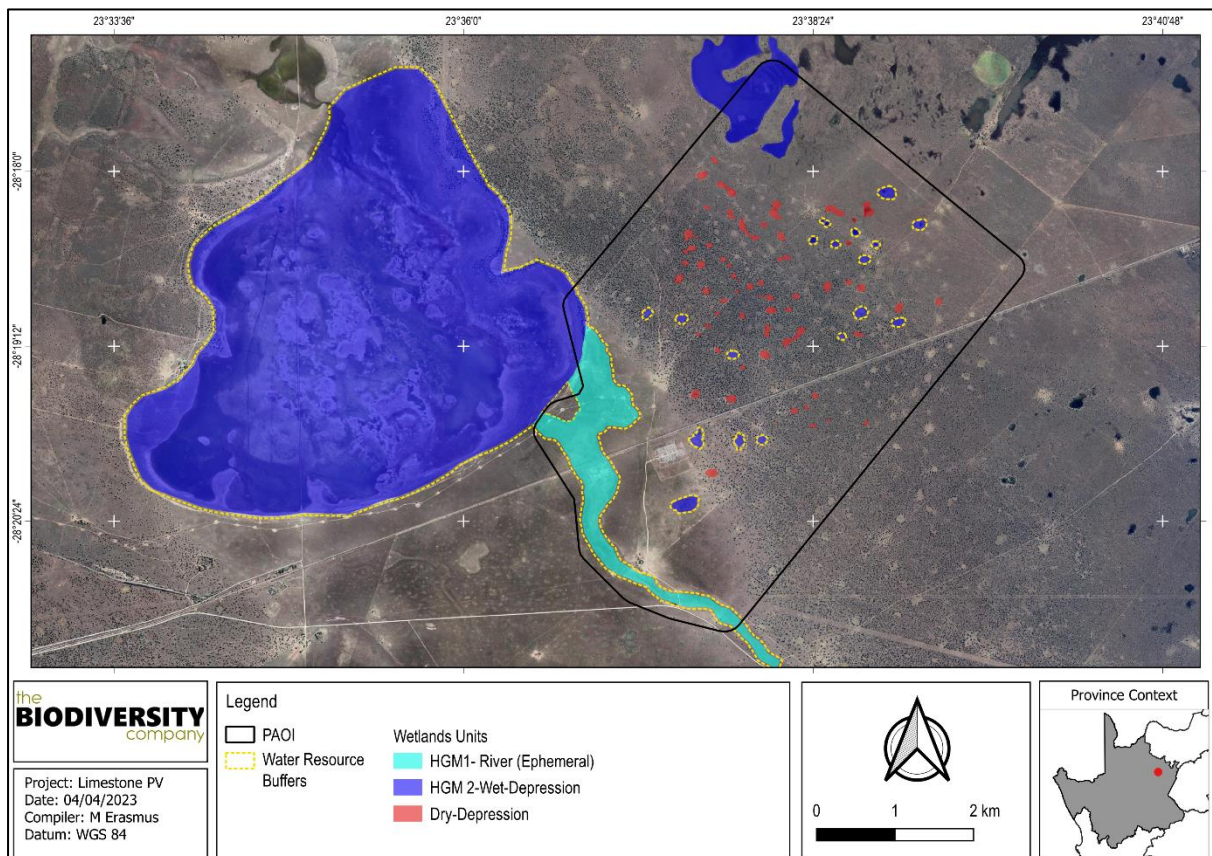 23°33'36"
23°36'0"
23°38'24"
23°40'48"
-28°18'0"
-28°19'12"
-28°20'24"
the
BIODIVERSITY
company
Project: Limestone PV
Date: 04/04/2023
Compiler: M Erasmus
Datum: WGS 84
Legend
PAOI
Water Resource
Buffers
Wetlands Units
HGM1- River (Ephemeral)
HGM 2-Wet-Depression
Dry-Depression
0 1 2 km
Province Context